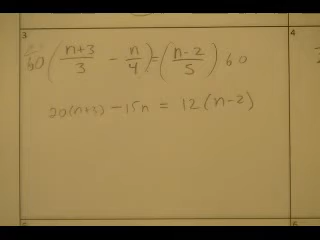 3
4
60 ( (n+3)/3 - n/4 ) = ( (n-2)/5 ) 60
20(n+3) - 15n = 12(n-2)